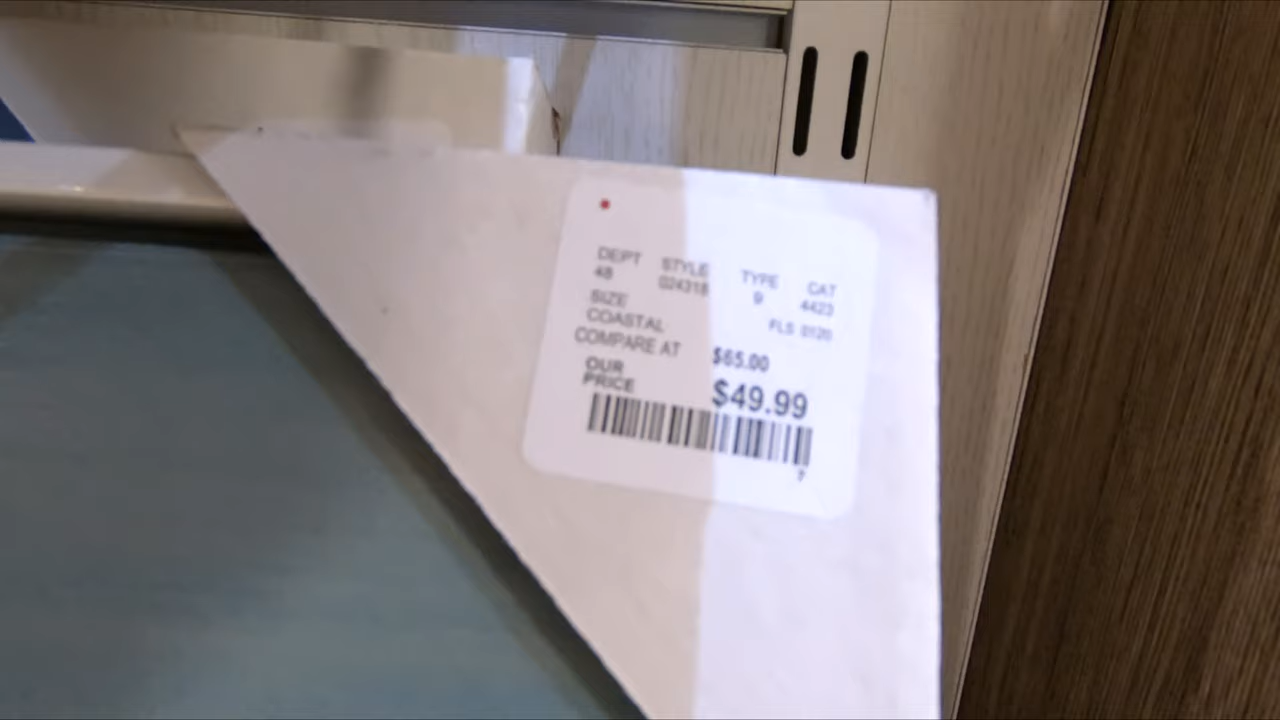 DEPT STYLE TYPE CAT
48 024318 9 4423
SIZE FLS 0120
COASTAL
COMPARE AT $65.00
OUR PRICE $49.99
7